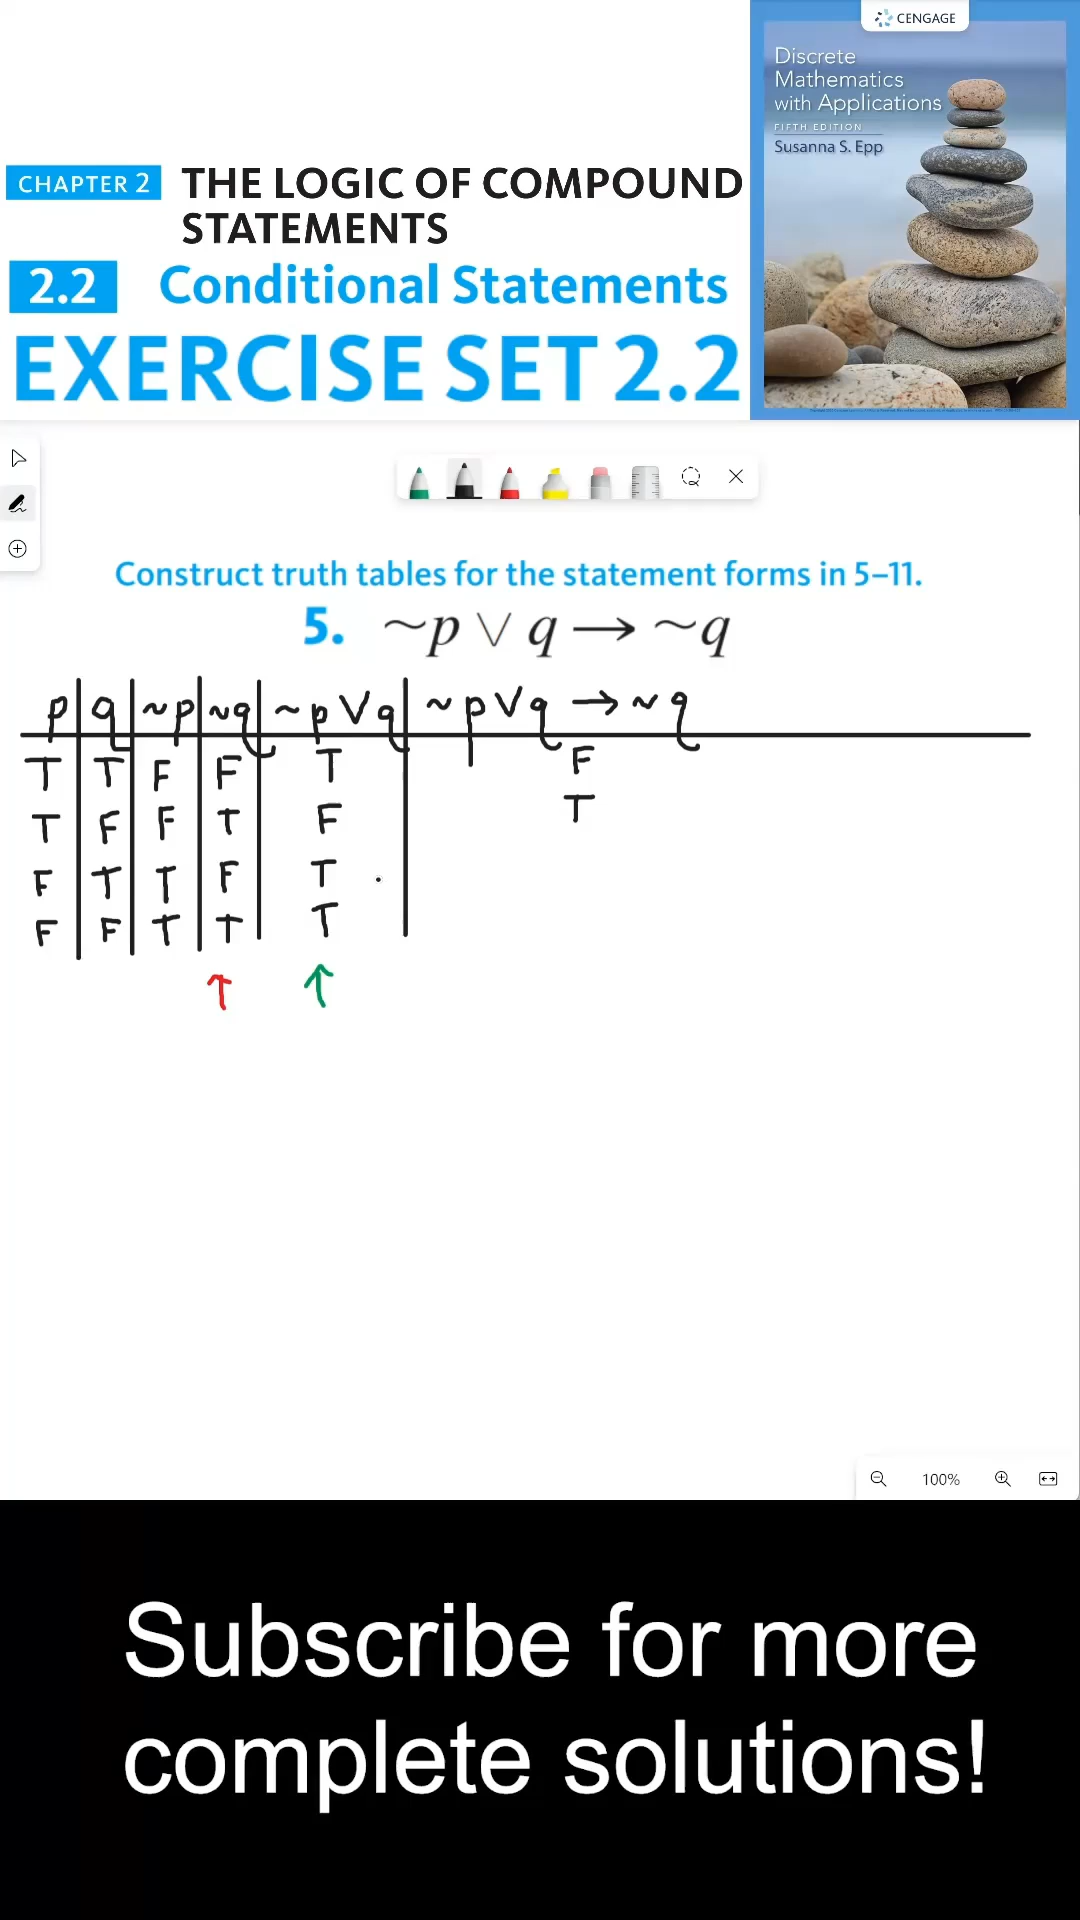 CENGAGE
Discrete
Mathematics
with Applications
FIFTH EDITION
Susanna S. Epp
CHAPTER 2 THE LOGIC OF COMPOUND
STATEMENTS
2.2 Conditional Statements
EXERCISE SET 2.2
Construct truth tables for the statement forms in 5–11.
5. ~p ∨ q → ~q
p q ~p ~q ~p ∨ q ~p ∨ q → ~q
T T F F T F
T F F T F T
F T T F T
F F T T T
↑ ↑
100%
Subscribe for more
complete solutions!